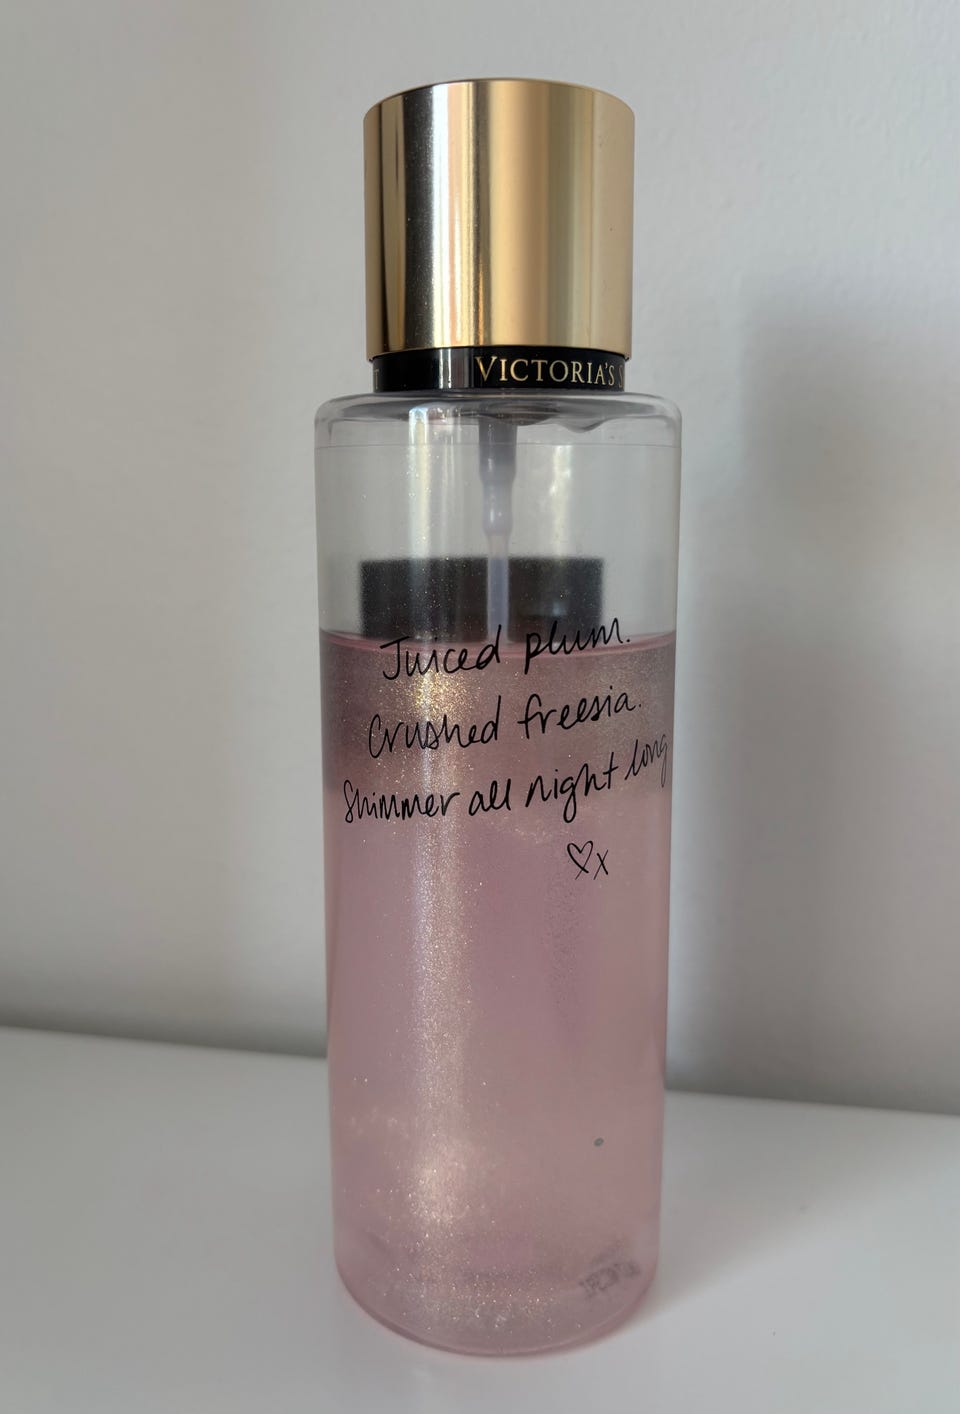 VICTORIA'S
Juiced plum.
Crushed freesia.
Shimmer all night long
♡x